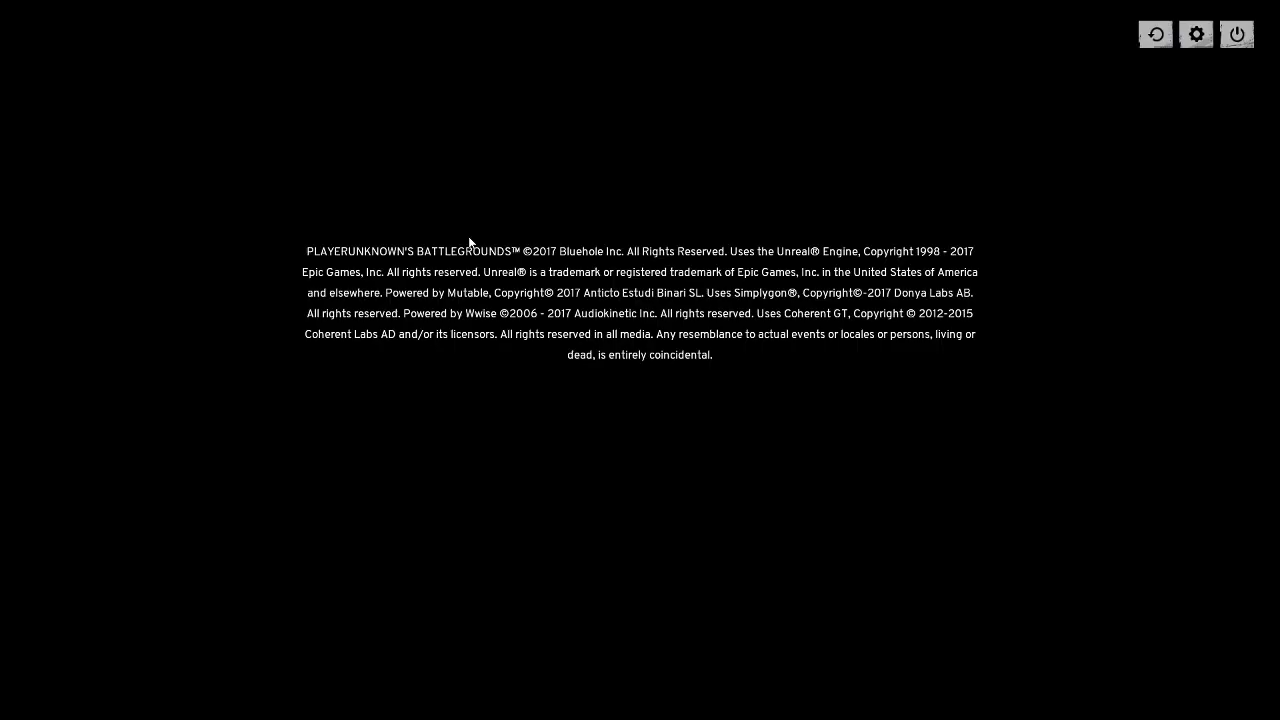 PLAYERUNKNOWN'S BATTLEGROUNDS™ ©2017 Bluehole Inc. All Rights Reserved. Uses the Unreal® Engine, Copyright 1998 - 2017
Epic Games, Inc. All rights reserved. Unreal® is a trademark or registered trademark of Epic Games, Inc. in the United States of America
and elsewhere. Powered by Mutable, Copyright© 2017 Anticto Estudi Binari SL. Uses Simplygon®, Copyright©-2017 Donya Labs AB.
All rights reserved. Powered by Wwise ©2006 - 2017 Audiokinetic Inc. All rights reserved. Uses Coherent GT, Copyright © 2012-2015
Coherent Labs AD and/or its licensors. All rights reserved in all media. Any resemblance to actual events or locales or persons, living or
dead, is entirely coincidental.